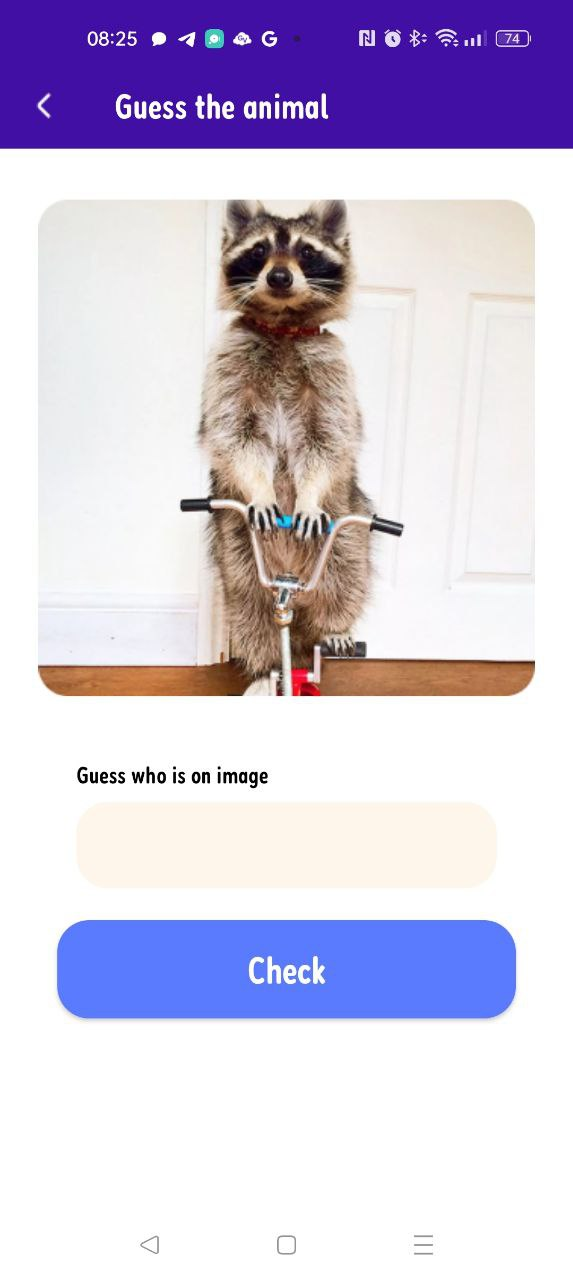 08:25
74
Guess the animal
Guess who is on image
Check